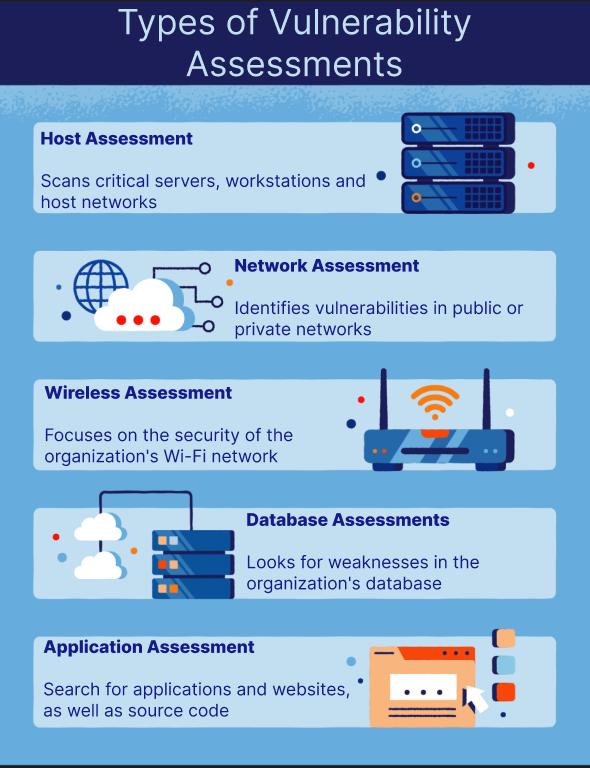 Types of Vulnerability
Assessments
Host Assessment
Scans critical servers, workstations and
host networks
Network Assessment
Identifies vulnerabilities in public or
private networks
Wireless Assessment
Focuses on the security of the
organization's Wi-Fi network
Database Assessments
Looks for weaknesses in the
organization's database
Application Assessment
Search for applications and websites,
as well as source code